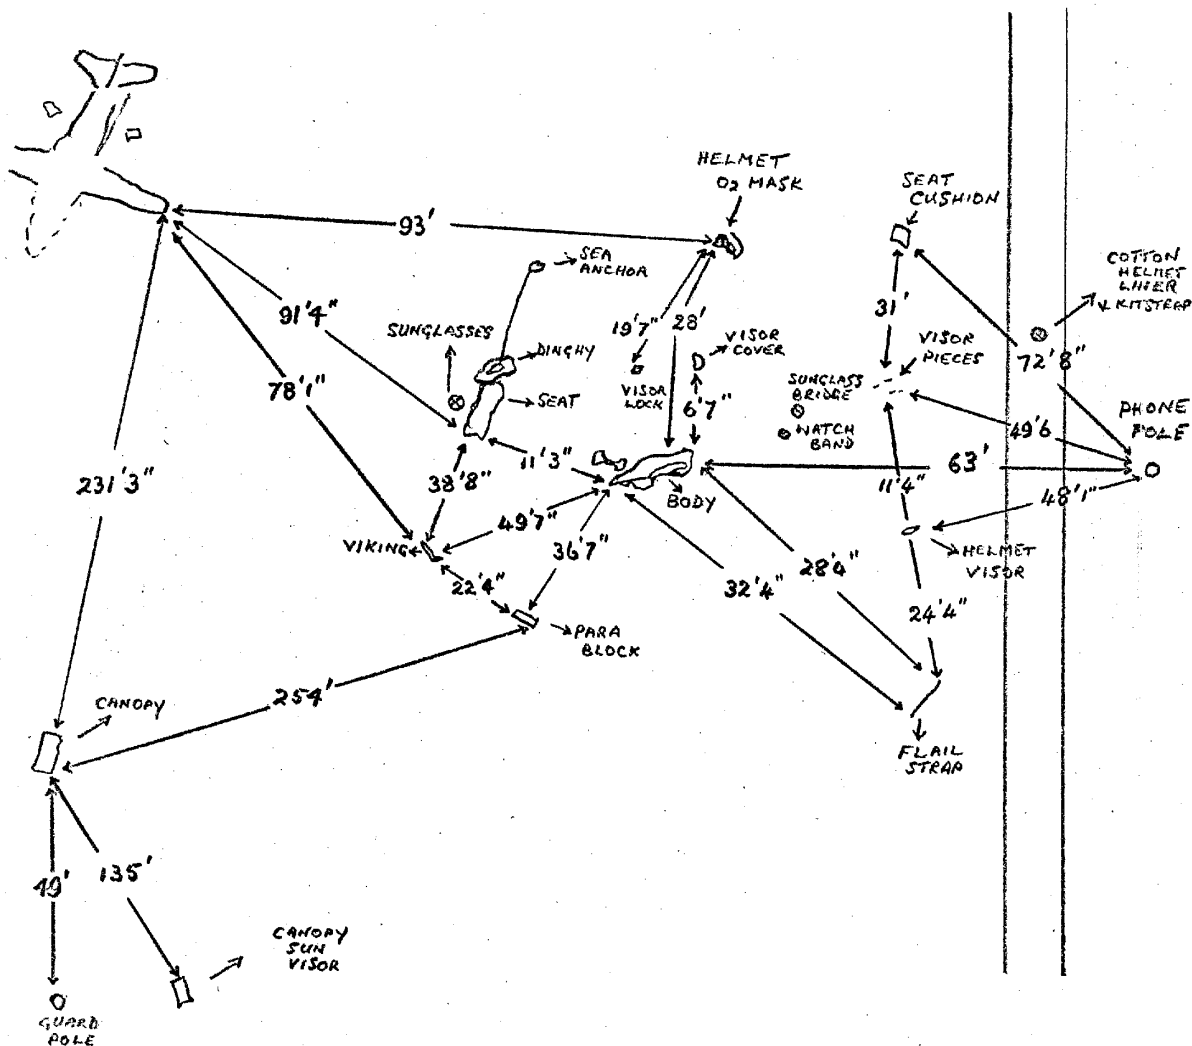 HELMET
O2 MASK
SEAT
CUSHION
93'
SEA
ANCHOR
COTTON
HELMET
LINER
& KITSTRAP
91'4"
SUNGLASSES
19'7"
28'
31'
VISOR
COVER
VISOR
PIECES
DINGHY
72'8"
78'1"
SEAT
VISOR
LOCK
6'7"
SUNGLASS
BRIDGE
WATCH
BAND
PHONE
POLE
49'6
11'3"
63'
231'3"
38'8"
11'4"
BODY
48'1"
49'7"
VIKING
36'7"
HELMET
VISOR
22'4"
32'4"
28'4"
24'4"
PARA
BLOCK
254'
CANOPY
FLAIL
STRAP
49'
135'
CANOPY
SUN
VISOR
GUARD
POLE